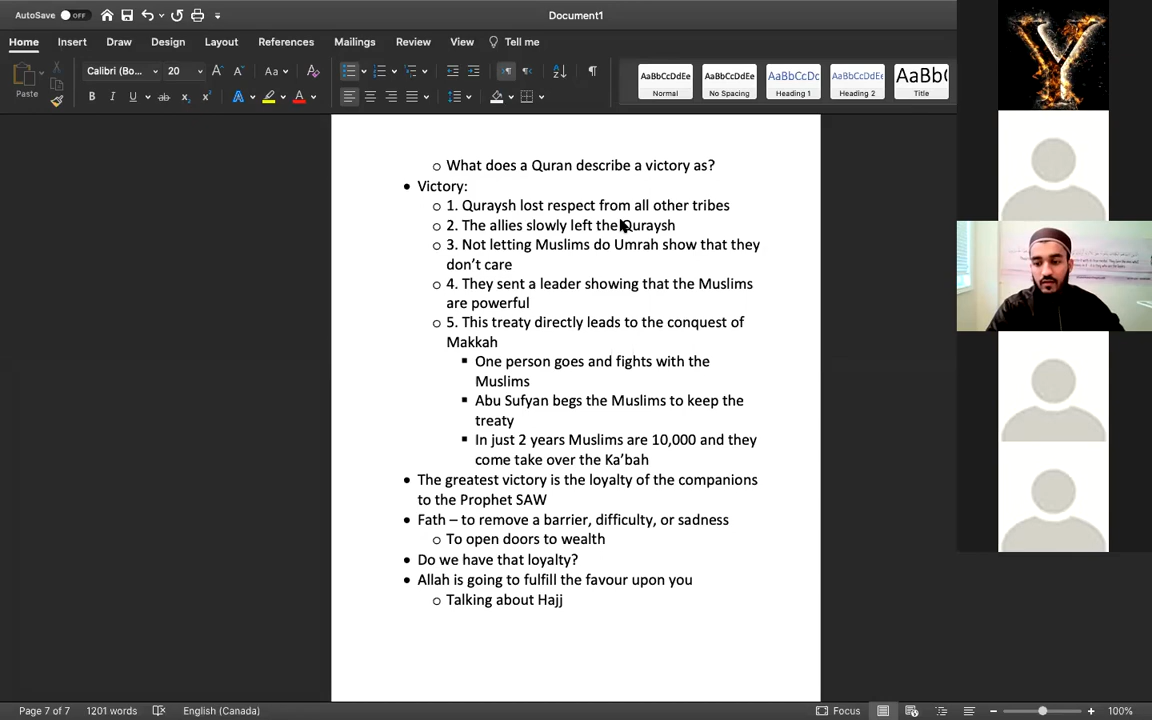 AutoSave OFF
Document1
Home Insert Draw Design Layout References Mailings Review View Tell me
Paste
Calibri (Bo... 20
Aa
B I U ab x₂ x² A A
AaBbCcDdEe AaBbCcDdEe AaBbCcDc AaBbCcDdEe AaBb(
Normal No Spacing Heading 1 Heading 2 Title
Y
o What does a Quran describe a victory as?
• Victory:
o 1. Quraysh lost respect from all other tribes
o 2. The allies slowly left the Quraysh
o 3. Not letting Muslims do Umrah show that they
don't care
o 4. They sent a leader showing that the Muslims
are powerful
o 5. This treaty directly leads to the conquest of
Makkah
▪ One person goes and fights with the
Muslims
▪ Abu Sufyan begs the Muslims to keep the
treaty
▪ In just 2 years Muslims are 10,000 and they
come take over the Ka'bah
• The greatest victory is the loyalty of the companions
to the Prophet SAW
• Fath – to remove a barrier, difficulty, or sadness
o To open doors to wealth
• Do we have that loyalty?
• Allah is going to fulfill the favour upon you
o Talking about Hajj
Page 7 of 7 1201 words English (Canada) Focus 100%